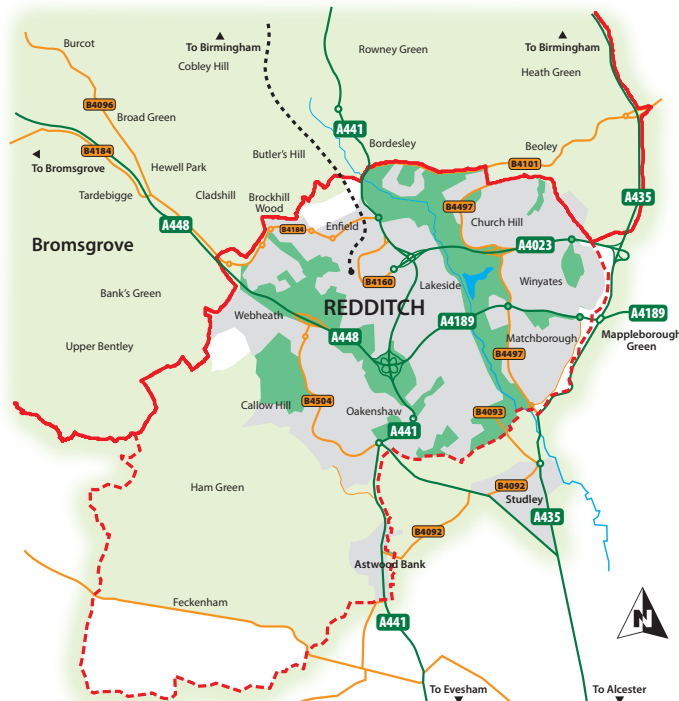 Burcot
To Birmingham
Cobley Hill
Rowney Green
To Birmingham
Heath Green
B4096
Broad Green
A441
Bordesley
Beoley
B4184
To Bromsgrove
Hewell Park
Butler's Hill
B4101
Tardebigge
Cladshill
Brockhill
Wood
A435
B4497
Church Hill
A448
B4184
Enfield
A4023
Bromsgrove
B4160
Lakeside
Winyates
Bank's Green
REDDITCH
Webheath
A4189
A4189
A448
Matchborough
Mappleborough
Green
Upper Bentley
B4497
Callow Hill
B4504
Oakenshaw
B4093
A441
Ham Green
B4092
Studley
A435
B4092
Astwood Bank
Feckenham
A441
N
To Evesham
To Alcester